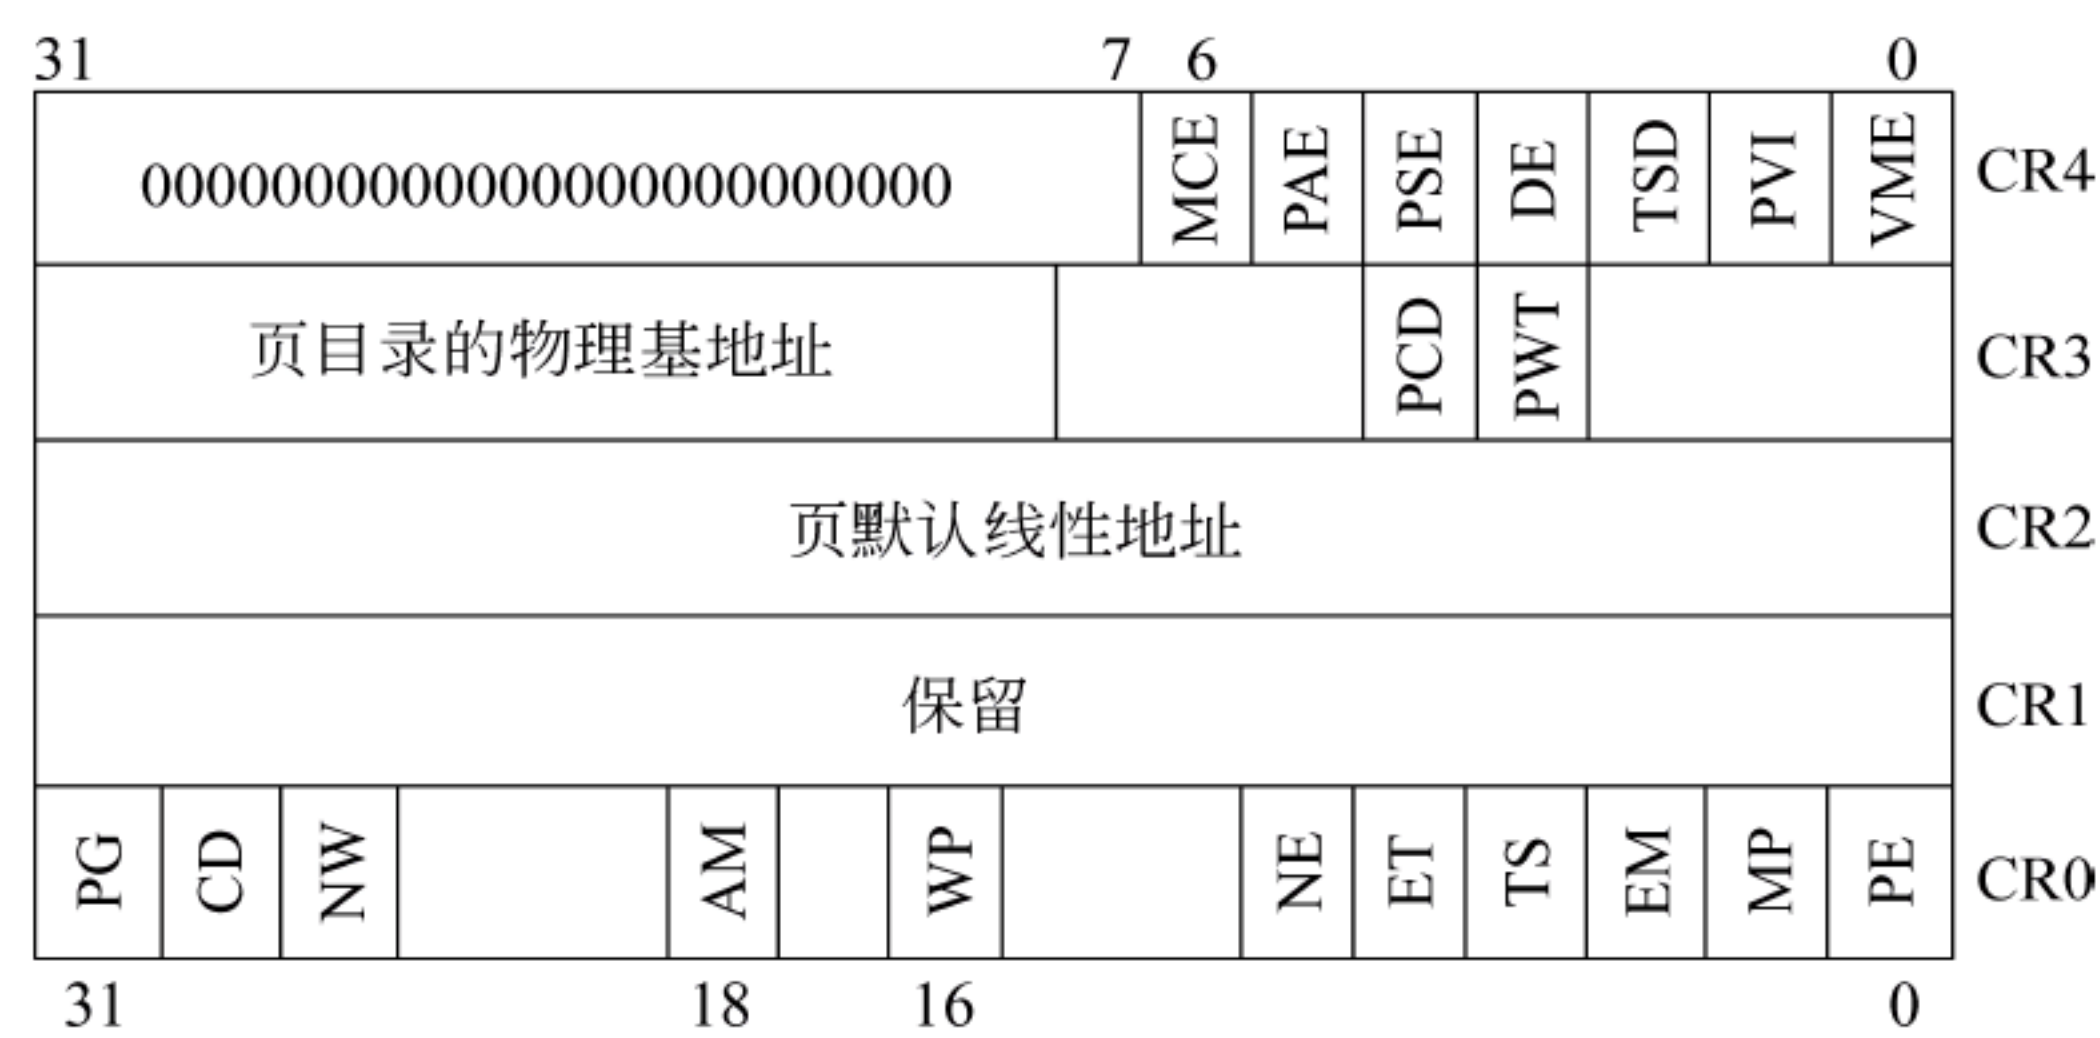 31 7 6 0
0000000000000000000000000 MCE PAE PSE DE TSD PVI VME CR4
页目录的物理基地址 PCD PWT CR3
页默认线性地址 CR2
保留 CR1
PG CD NW AM WP NE ET TS EM MP PE CR0
31 18 16 0